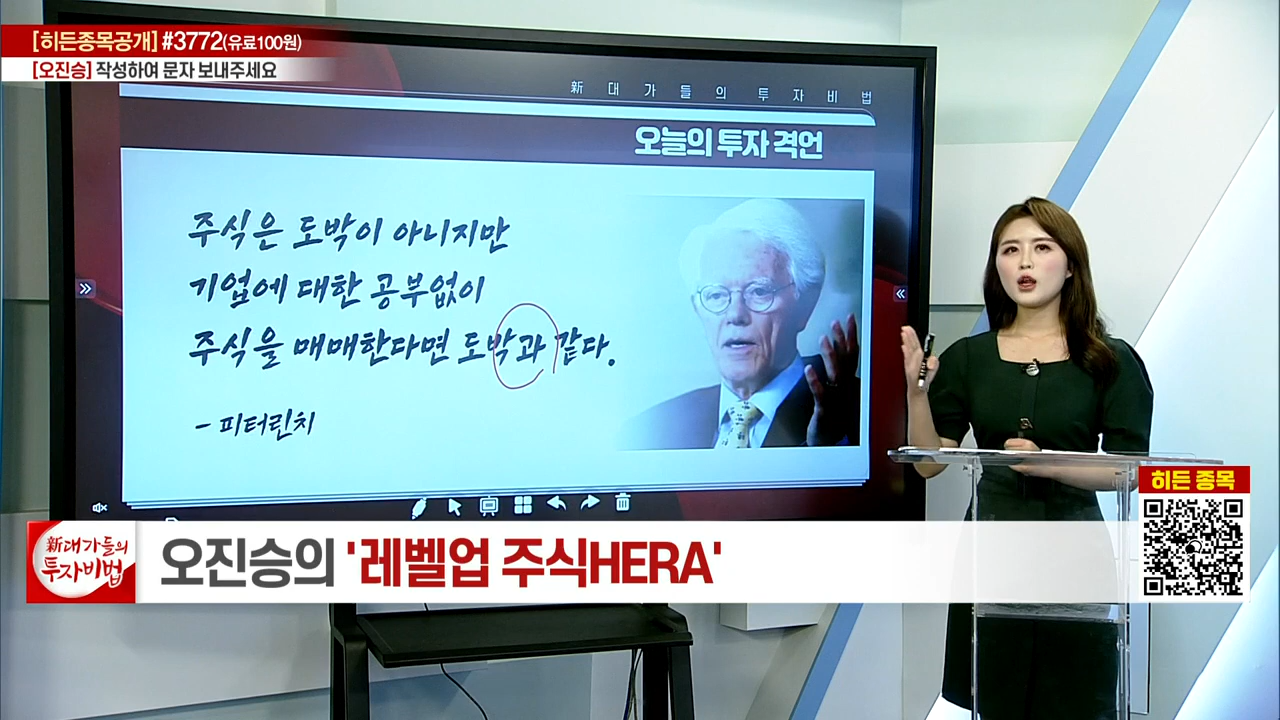 [히든종목공개] #3772(유료100원)
[오진승] 작성하여 문자 보내주세요
新 대가들의 투자비법
오늘의 투자 격언
주식은 도박이 아니지만
기업에 대한 공부없이
주식을 매매한다면 도박과 같다.
- 피터린치
히든 종목
新대가들의
투자비법
오진승의 '레벨업 주식HERA'